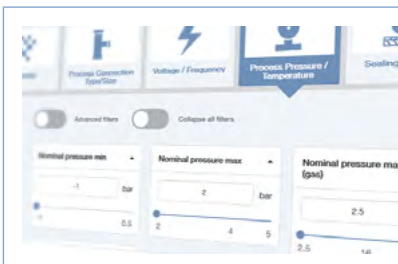 Process Connection
Type/Size
Voltage / Frequency
Process Pressure /
Temperature
Sealing
Advanced filters
Collapse all filters
Nominal pressure min
-1
bar
-1
0.5
Nominal pressure max
2
bar
2
4
5
Nominal pressure ma
(gas)
2.5
2.5
16